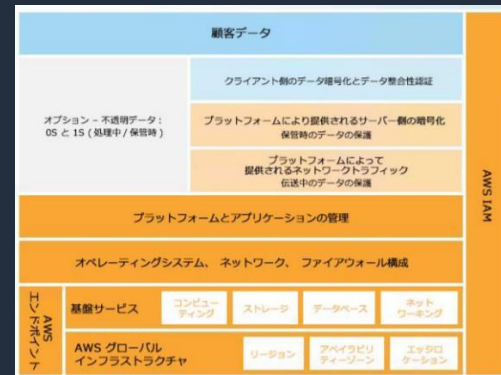 顧客データ
クライアント側のデータ暗号化とデータ整合性認証
オプション – 不透明データ：
0S と 1S（処理中/保管時）
プラットフォームにより提供されるサーバー側の暗号化
保管時のデータの保護
プラットフォームによって
提供されるネットワークトラフィック
伝送中のデータの保護
プラットフォームとアプリケーションの管理
オペレーティングシステム、 ネットワーク、 ファイアウォール構成
AWS
エンドポイント
基盤サービス
コンピュー
ティング
ストレージ
データベース
ネット
ワーキング
AWS グローバル
インフラストラクチャ
リージョン
アベイラビリ
ティーゾーン
エッジロ
ケーション
AWS IAM